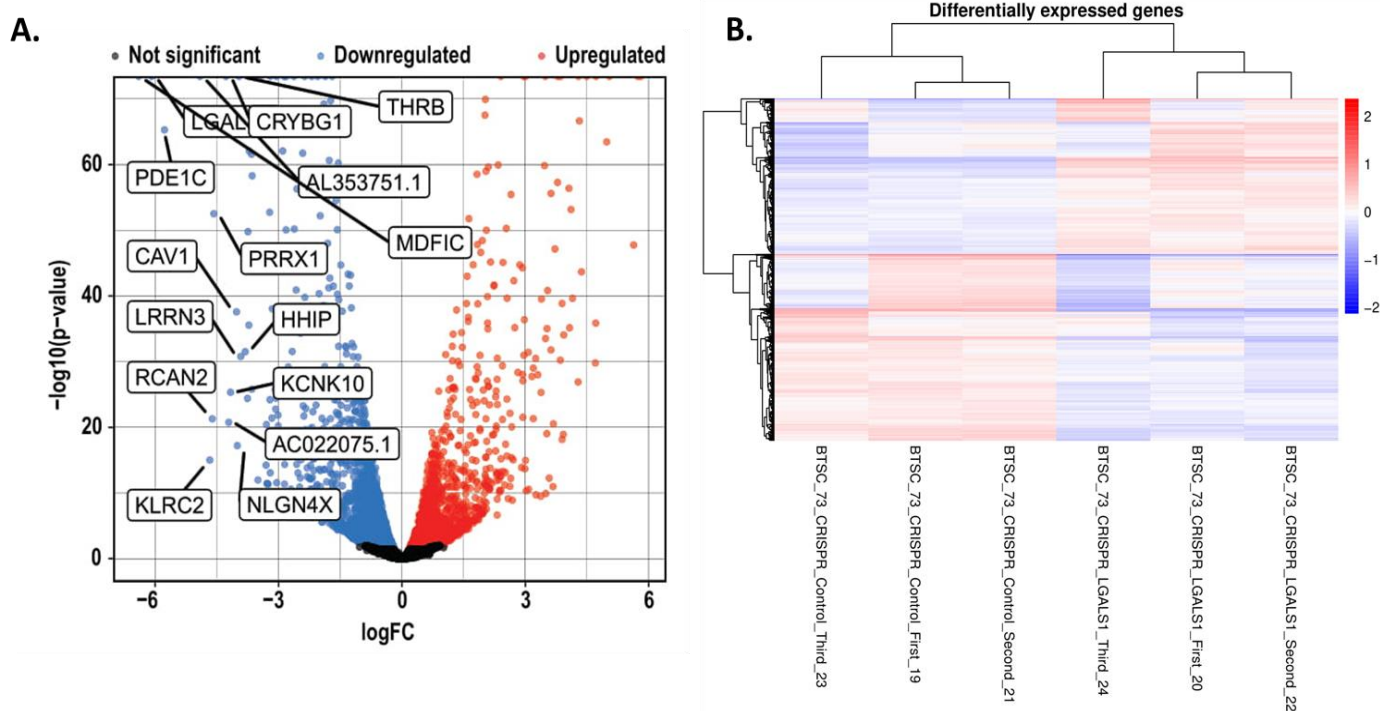 A.
Not significant Downregulated Upregulated
THRB
LGAL
CRYBG1
PDE1C
AL353751.1
MDFIC
PRRX1
CAV1
LRRN3
HHIP
RCAN2
KCNK10
AC022075.1
KLRC2
NLGN4X
−log10(p−value)
60
40
20
0
−6 −3 0 3 6
logFC
B.
Differentially expressed genes
2
1
0
−1
−2
BTSC_73_CRISPR_Control_Third_23
BTSC_73_CRISPR_Control_First_19
BTSC_73_CRISPR_Control_Second_21
BTSC_73_CRISPR_LGALS1_Third_24
BTSC_73_CRISPR_LGALS1_First_20
BTSC_73_CRISPR_LGALS1_Second_22